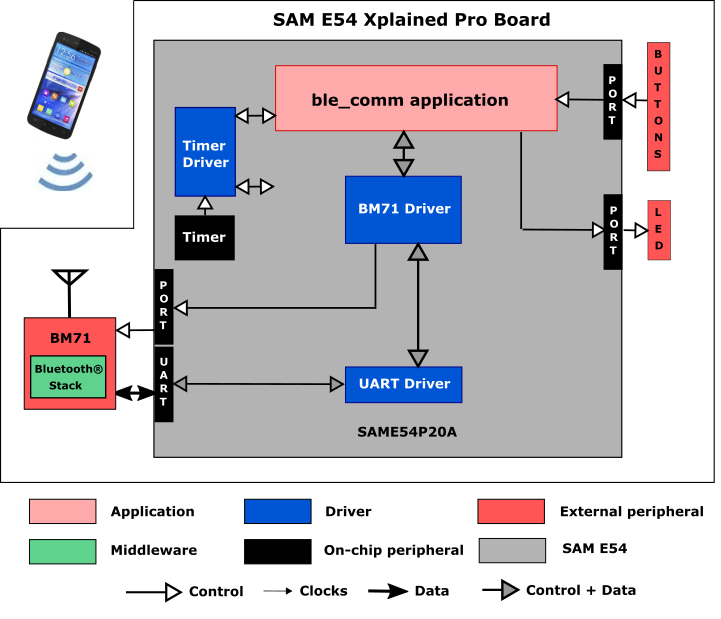 SAM E54 Xplained Pro Board
12:56
ble_comm application
PORT
BUTTONS
Timer
Driver
BM71 Driver
PORT
LED
Timer
PORT
BM71
Bluetooth®
Stack
UART
UART Driver
SAME54P20A
Application
Driver
External peripheral
Middleware
On-chip peripheral
SAM E54
Control
Clocks
Data
Control + Data